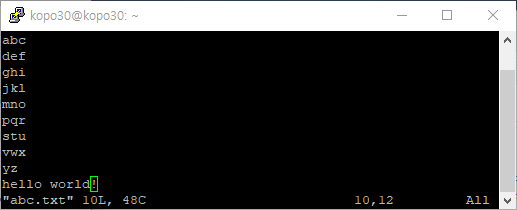 kopo30@kopo30: ~
abc
def
ghi
jkl
mno
pqr
stu
vwx
yz
hello world!
"abc.txt" 10L, 48C 10,12 All